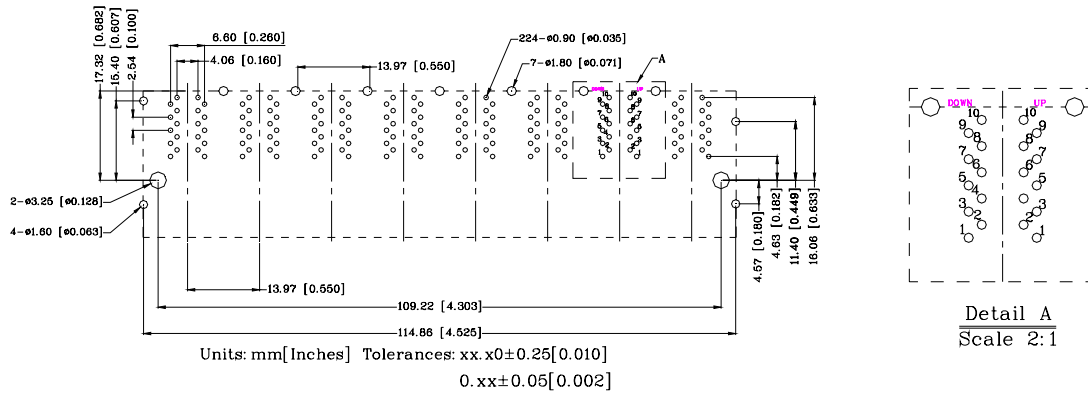 17.32 [0.682]
15.40 [0.607]
2.54 [0.100]
6.60 [0.260]
4.06 [0.160]
13.97 [0.550]
224-ø0.90 [ø0.035]
7-ø1.80 [ø0.071]
A
DOWN UP
10 10
9 9
8 8
7 7
6 6
5 5
4
3 3
2 2
1 1
2-ø3.25 [ø0.128]
4-ø1.60 [ø0.063]
4.57 [0.180]
4.63 [0.182]
11.40 [0.449]
16.06 [0.633]
13.97 [0.550]
109.22 [4.303]
114.86 [4.525]
Units: mm[Inches] Tolerances: xx.x0±0.25[0.010]
0.xx±0.05[0.002]
Detail A
Scale 2:1